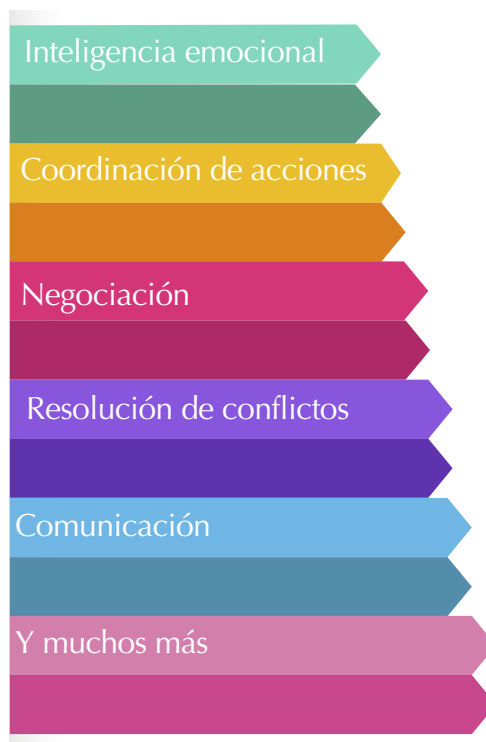 Inteligencia emocional
Coordinación de acciones
Negociación
Resolución de conflictos
Comunicación
Y muchos más